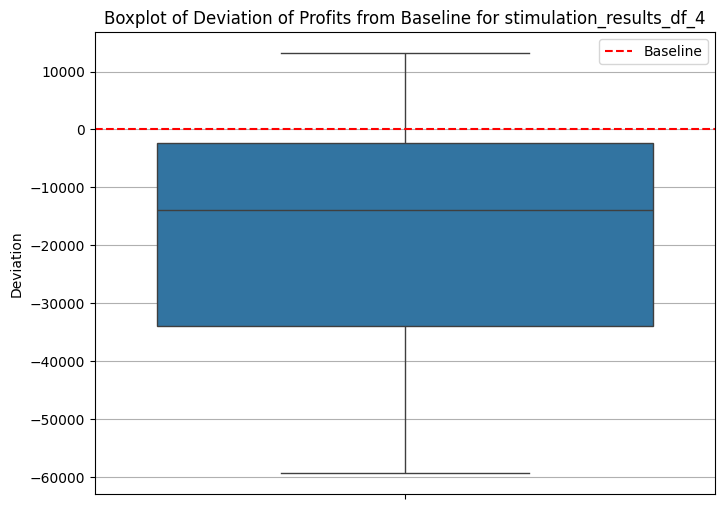 Boxplot of Deviation of Profits from Baseline for stimulation_results_df_4
Baseline
10000
0
−10000
−20000
−30000
−40000
−50000
−60000
Deviation